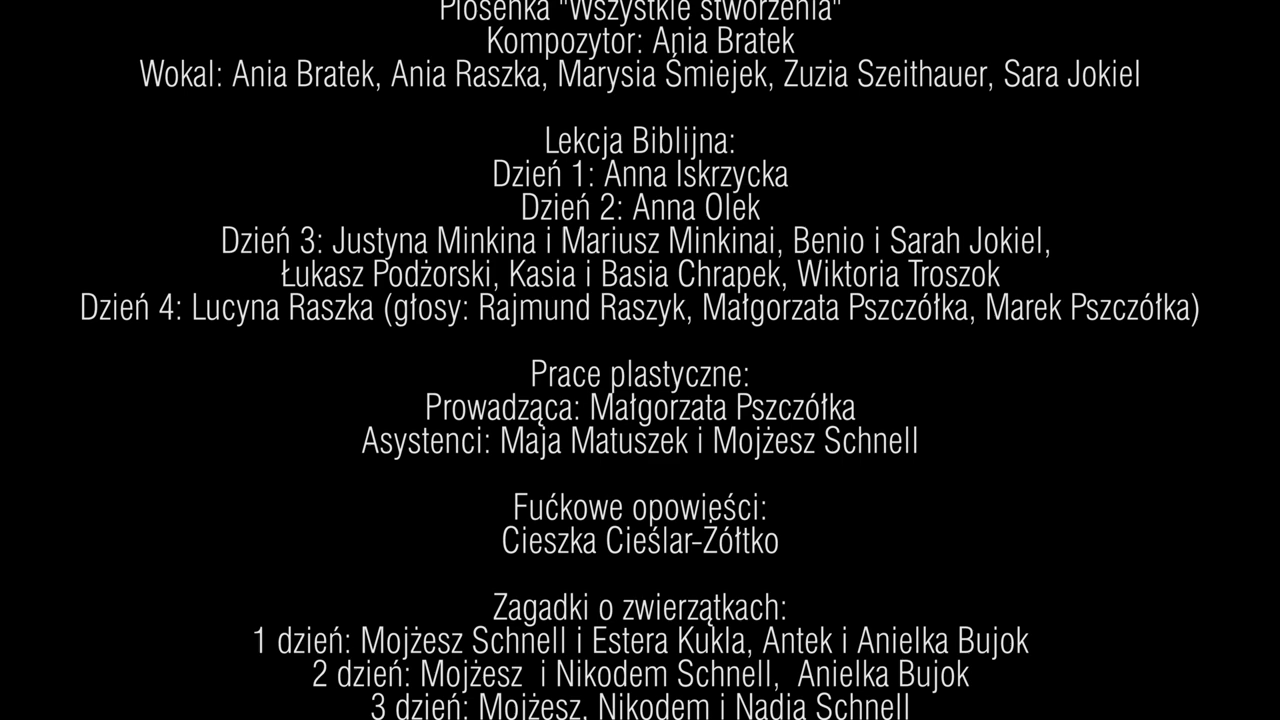 Piosenka "Wszystkie stworzenia"
Kompozytor: Ania Bratek
Wokal: Ania Bratek, Ania Raszka, Marysia Śmiejek, Zuzia Szeithauer, Sara Jokiel
Lekcja Biblijna:
Dzień 1: Anna Iskrzycka
Dzień 2: Anna Olek
Dzień 3: Justyna Minkina i Mariusz Minkinai, Benio i Sarah Jokiel,
Łukasz Podżorski, Kasia i Basia Chrapek, Wiktoria Troszok
Dzień 4: Lucyna Raszka (głosy: Rajmund Raszyk, Małgorzata Pszczółka, Marek Pszczółka)
Prace plastyczne:
Prowadząca: Małgorzata Pszczółka
Asystenci: Maja Matuszek i Mojżesz Schnell
Fućkowe opowieści:
Cieszka Cieślar-Żółtko
Zagadki o zwierzątkach:
1 dzień: Mojżesz Schnell i Estera Kukla, Antek i Anielka Bujok
2 dzień: Mojżesz  i Nikodem Schnell,  Anielka Bujok
3 dzień: Mojżesz, Nikodem i Nadia Schnell